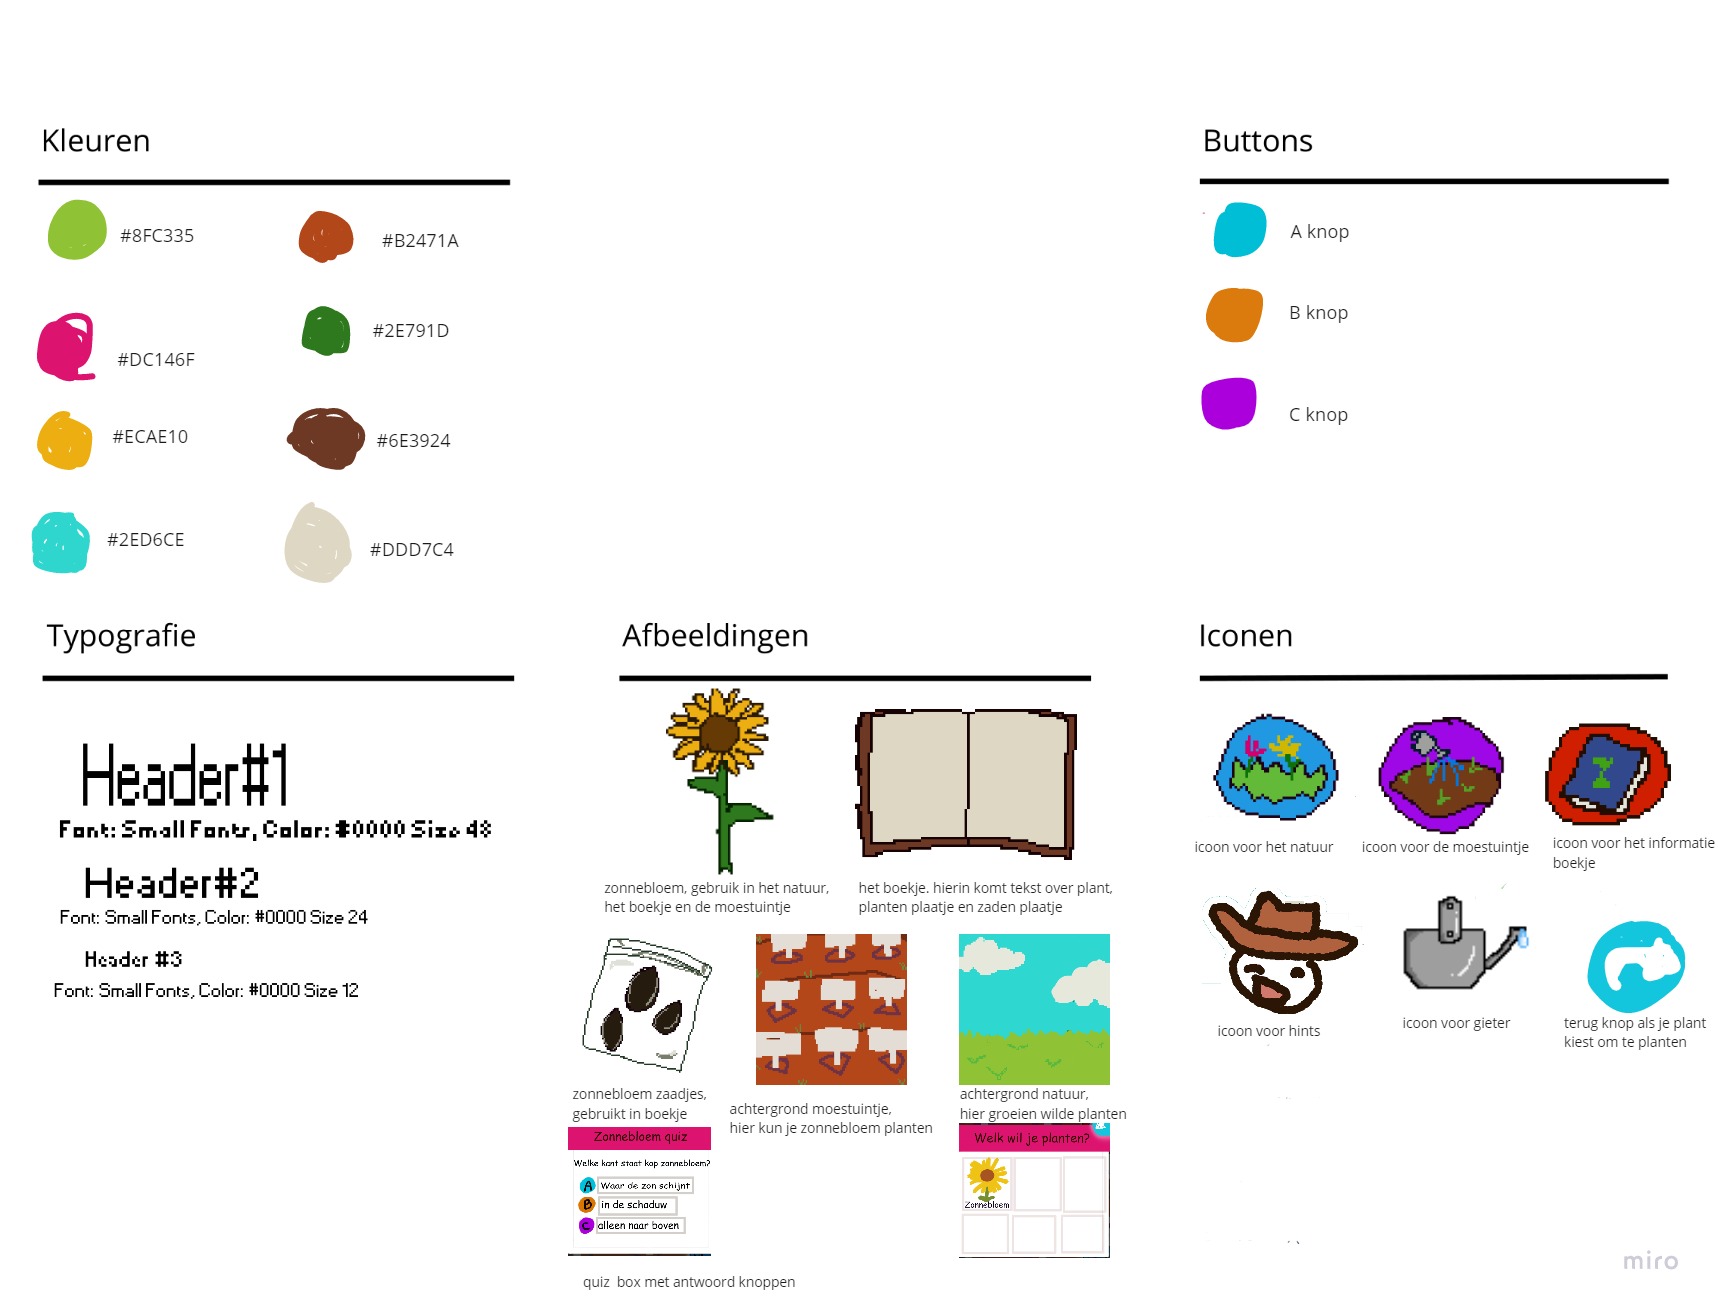 Kleuren
#8FC335
#B2471A
#DC146F
#2E791D
#ECAE10
#6E3924
#2ED6CE
#DDD7C4
Buttons
A knop
B knop
C knop
Typografie
Header#1
Font: Small Fonts, Color: #0000 Size 48
Header#2
Font: Small Fonts, Color: #0000 Size 24
Header #3
Font: Small Fonts, Color: #0000 Size 12
Afbeeldingen
zonnebloem, gebruik in het natuur,
het boekje en de moestuintje
het boekje. hierin komt tekst over plant,
planten plaatje en zaden plaatje
zonnebloem zaadjes,
gebruikt in boekje
achtergrond moestuintje,
hier kun je zonnebloem planten
achtergrond natuur,
hier groeien wilde planten
Zonnebloem quiz
Welke kant staat kop zonnebloem?
A Waar de zon schijnt
B in de schaduw
C alleen naar boven
quiz box met antwoord knoppen
Welk wil je planten?
Zonnebloem
Iconen
icoon voor het natuur
icoon voor de moestuintje
icoon voor het informatie
boekje
icoon voor hints
icoon voor gieter
terug knop als je plant
kiest om te planten
miro